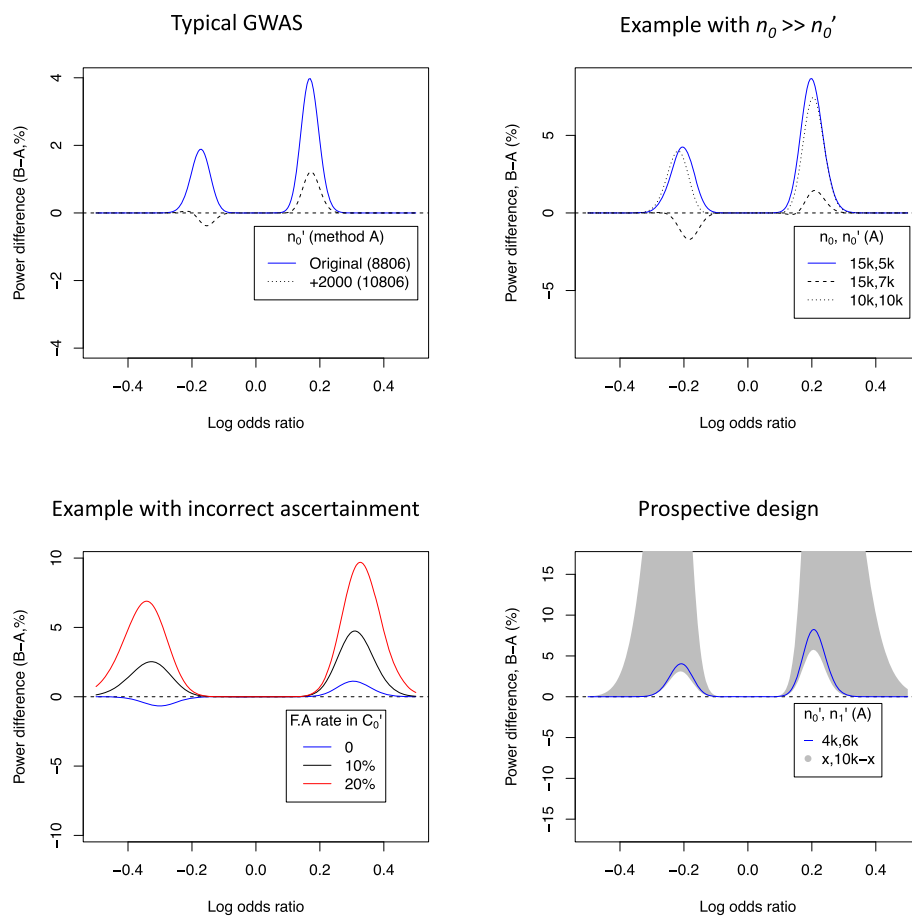 Typical GWAS
Power difference (B−A,%)
4
2
0
−2
−4
n0' (method A)
Original (8806)
+2000 (10806)
−0.4 −0.2 0.0 0.2 0.4
Log odds ratio
Example with n0 >> n0'
Power difference, B−A (%)
5
0
−5
n0, n0' (A)
15k,5k
15k,7k
10k,10k
−0.4 −0.2 0.0 0.2 0.4
Log odds ratio
Example with incorrect ascertainment
Power difference (B−A,%)
10
5
0
−5
−10
F.A rate in C0'
0
10%
20%
−0.4 −0.2 0.0 0.2 0.4
Log odds ratio
Prospective design
Power difference, B−A (%)
15
10
5
0
−5
−10
−15
n0', n1' (A)
4k,6k
x,10k−x
−0.4 −0.2 0.0 0.2 0.4
Log odds ratio